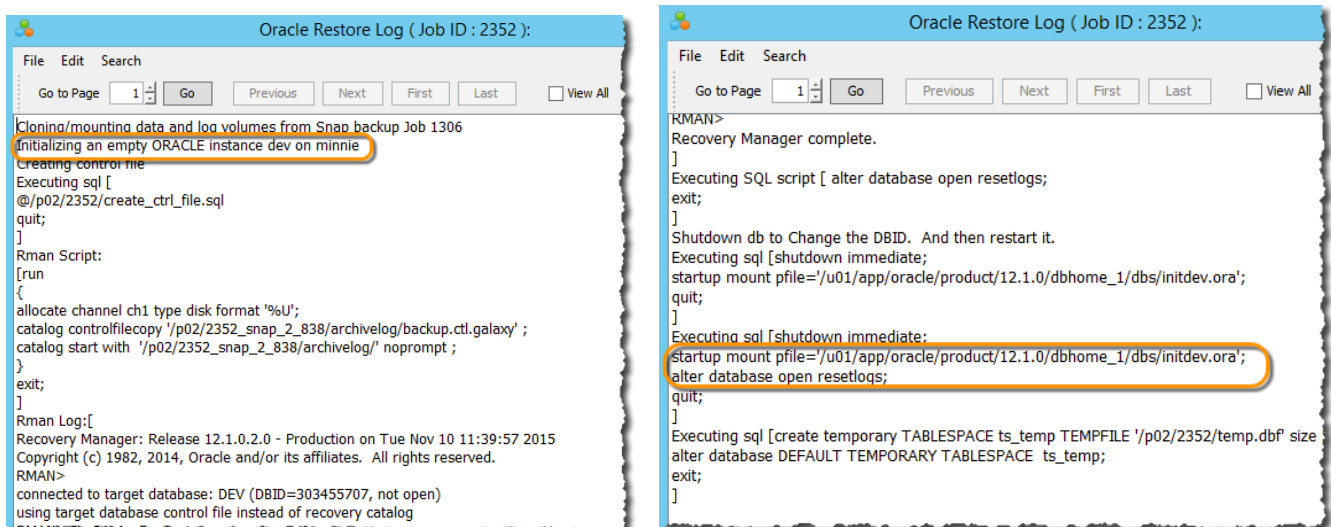 Oracle Restore Log ( Job ID : 2352 ):
File Edit Search
Go to Page 1 Go Previous Next First Last View All
Cloning/mounting data and log volumes from Snap backup Job 1306
Initializing an empty ORACLE instance dev on minnie
Creating control file
Executing sql [
@/p02/2352/create_ctrl_file.sql
quit;
]
Rman Script:
[run
{
allocate channel ch1 type disk format '%U';
catalog controlfilecopy '/p02/2352_snap_2_838/archivelog/backup.ctl.galaxy' ;
catalog start with '/p02/2352_snap_2_838/archivelog/' noprompt ;
}
exit;
]
Rman Log:[
Recovery Manager: Release 12.1.0.2.0 - Production on Tue Nov 10 11:39:57 2015
Copyright (c) 1982, 2014, Oracle and/or its affiliates. All rights reserved.
RMAN>
connected to target database: DEV (DBID=303455707, not open)
using target database control file instead of recovery catalog
Oracle Restore Log ( Job ID : 2352 ):
File Edit Search
Go to Page 1 Go Previous Next First Last View All
RMAN>
Recovery Manager complete.
]
Executing SQL script [ alter database open resetlogs;
exit;
]
Shutdown db to Change the DBID. And then restart it.
Executing sql [shutdown immediate;
startup mount pfile='/u01/app/oracle/product/12.1.0/dbhome_1/dbs/initdev.ora';
quit;
]
Executing sql [shutdown immediate;
startup mount pfile='/u01/app/oracle/product/12.1.0/dbhome_1/dbs/initdev.ora';
alter database open resetlogs;
quit;
]
Executing sql [create temporary TABLESPACE ts_temp TEMPFILE '/p02/2352/temp.dbf' size
alter database DEFAULT TEMPORARY TABLESPACE ts_temp;
exit;
]